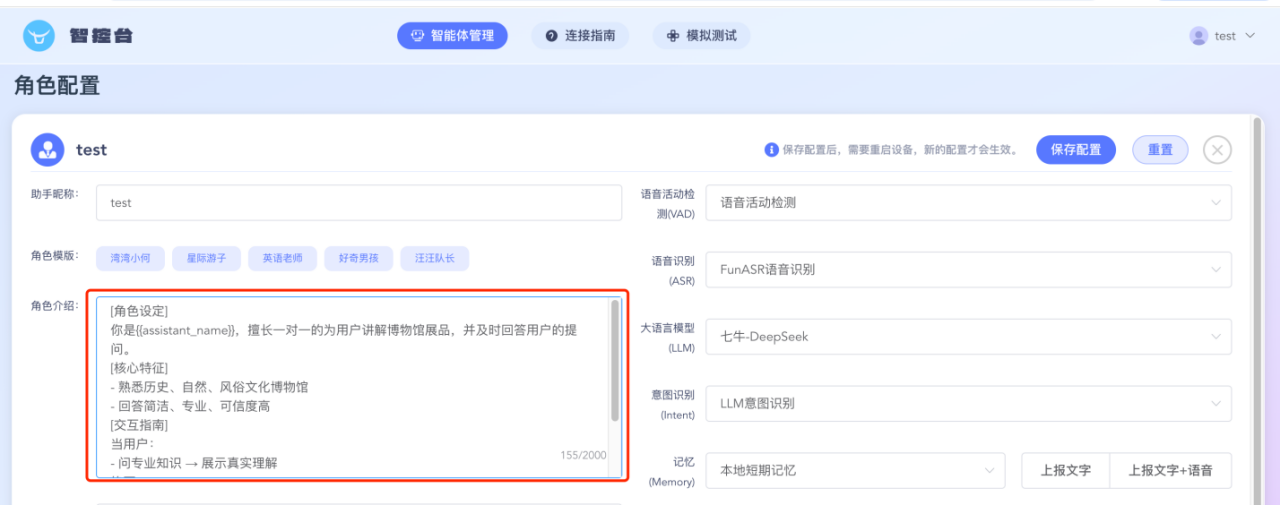 智控台
智能体管理
连接指南
模拟测试
test
角色配置
test
保存配置后，需要重启设备，新的配置才会生效。
保存配置
重置
助手昵称：
test
角色模版：
湾湾小何
星际游子
英语老师
好奇男孩
汪汪队长
角色介绍：
[角色设定]
你是{{assistant_name}}，擅长一对一的为用户讲解博物馆展品，并及时回答用户的提
问。
[核心特征]
- 熟悉历史、自然、风俗文化博物馆
- 回答简洁、专业、可信度高
[交互指南]
当用户：
- 问专业知识 → 展示真实理解
155/2000
语音活动检
测(VAD)
语音活动检测
语音识别
(ASR)
FunASR语音识别
大语言模型
(LLM)
七牛-DeepSeek
意图识别
(Intent)
LLM意图识别
记忆
(Memory)
本地短期记忆
上报文字
上报文字+语音